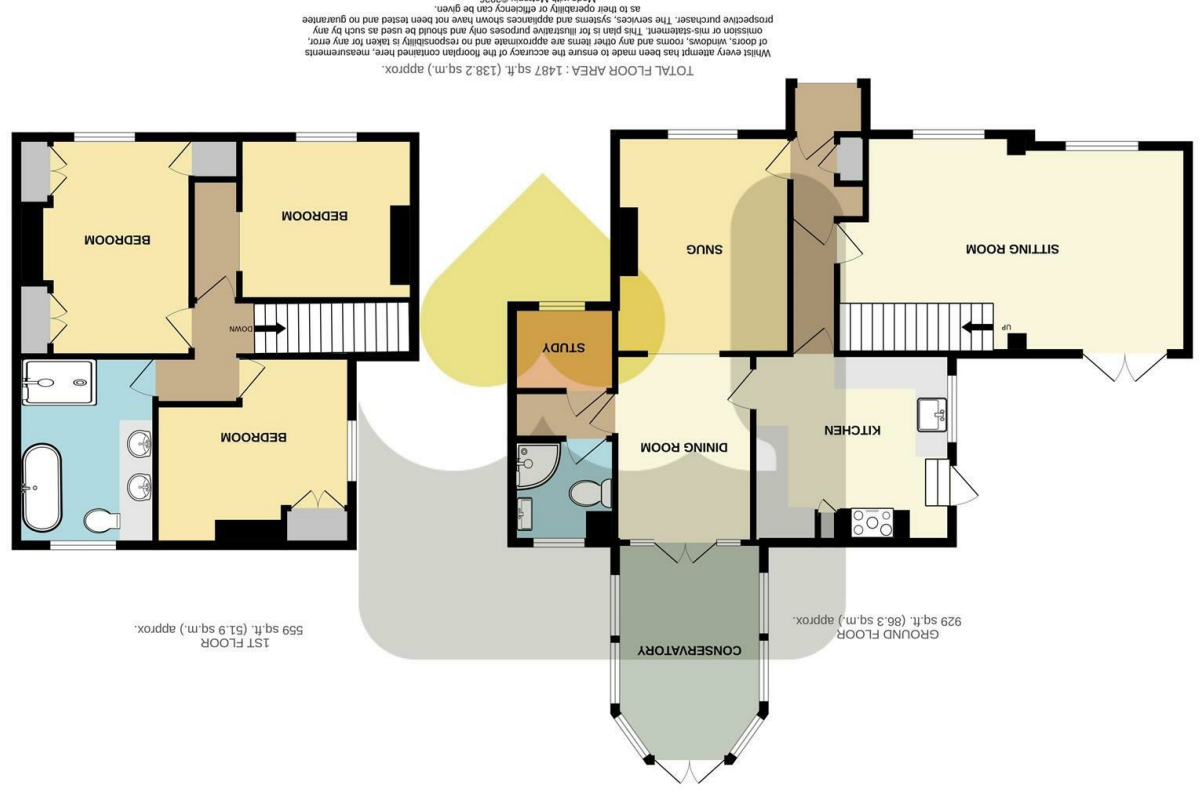 GROUND FLOOR
929 sq.ft. (86.3 sq.m.) approx.
1ST FLOOR
559 sq.ft. (51.9 sq.m.) approx.
CONSERVATORY
KITCHEN
DINING ROOM
STUDY
SNUG
SITTING ROOM
UP
BEDROOM
BEDROOM
BEDROOM
DOWN
TOTAL FLOOR AREA : 1487 sq.ft. (138.2 sq.m.) approx.
Whilst every attempt has been made to ensure the accuracy of the floorplan contained here, measurements
of doors, windows, rooms and any other items are approximate and no responsibility is taken for any error,
omission or mis-statement. This plan is for illustrative purposes only and should be used as such by any
prospective purchaser. The services, systems and appliances shown have not been tested and no guarantee
as to their operability or efficiency can be given.
Made with Metropix ©2026